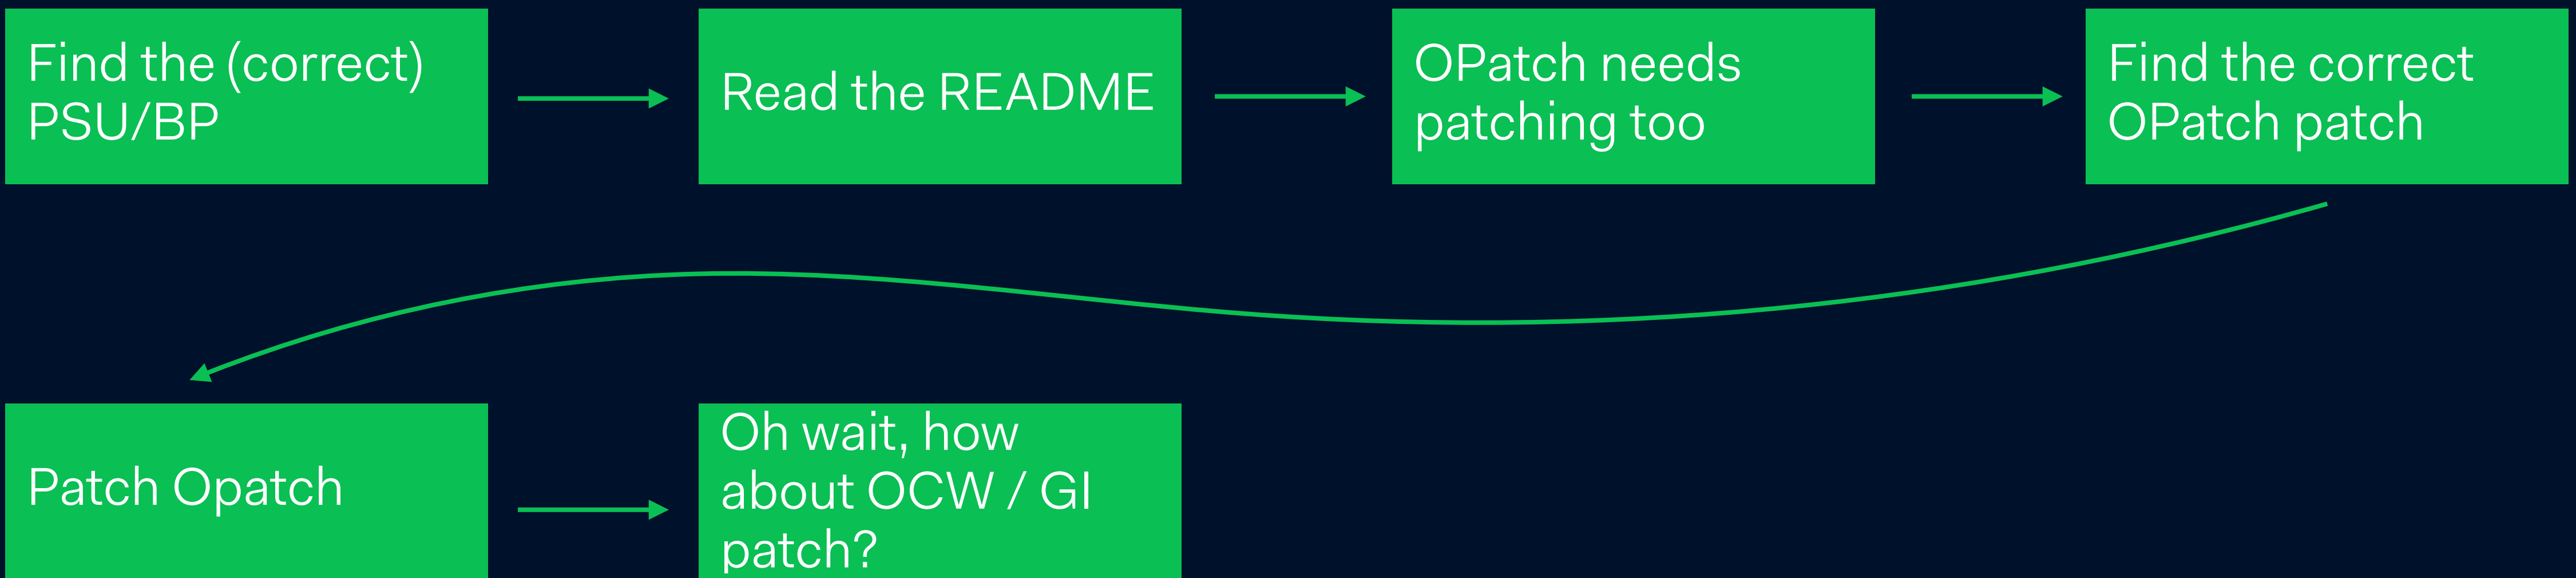 Find the (correct)
PSU/BP
Read the README
OPatch needs
patching too
Find the correct
OPatch patch
Patch Opatch
Oh wait, how
about OCW / GI
patch?